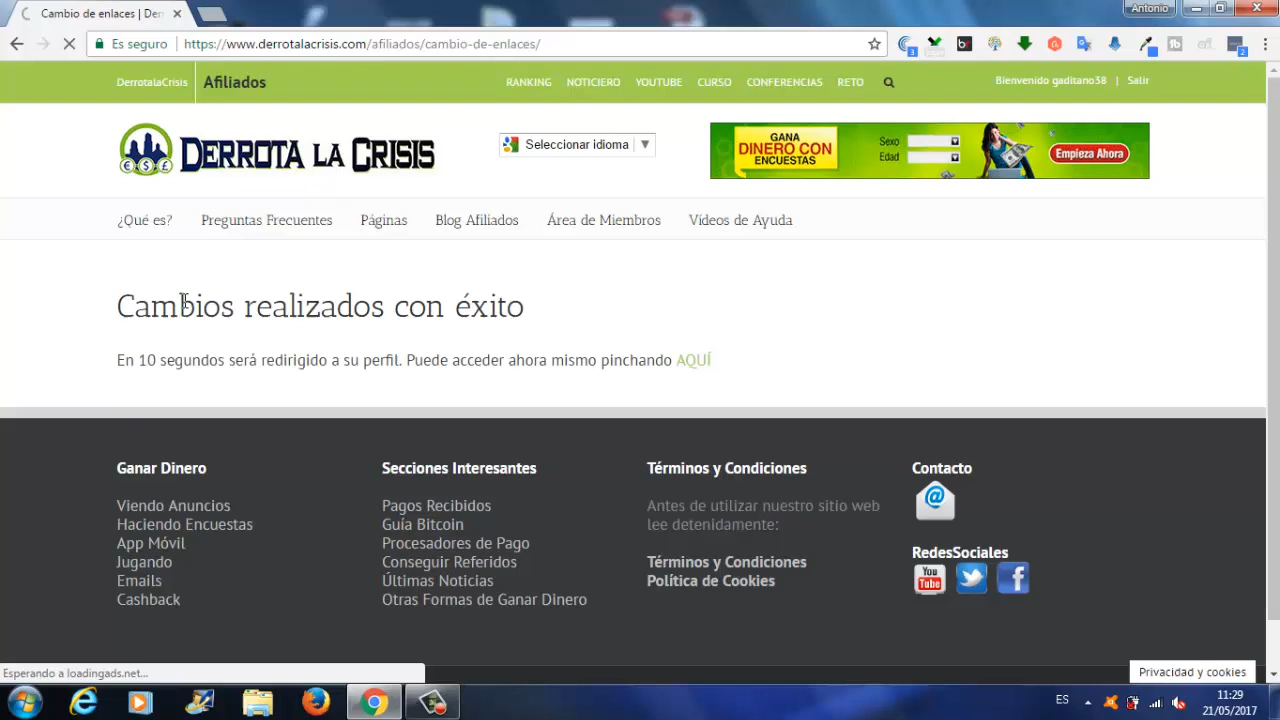 Cambio de enlaces | Der
Antonio
Es seguro
https://www.derrotalacrisis.com/afiliados/cambio-de-enlaces/
3
2
DerrotalaCrisis
Afiliados
RANKING
NOTICIERO
YOUTUBE
CURSO
CONFERENCIAS
RETO
Bienvenido gaditano38 | Salir
€ $ £
DERROTA LA CRISIS
Seleccionar idioma ▼
GANA
DINERO CON
ENCUESTAS
Sexo
Edad
Empieza Ahora
¿Qué es?
Preguntas Frecuentes
Páginas
Blog Afiliados
Área de Miembros
Vídeos de Ayuda
Cambios realizados con éxito
En 10 segundos será redirigido a su perfil. Puede acceder ahora mismo pinchando AQUÍ
Ganar Dinero
Viendo Anuncios
Haciendo Encuestas
App Móvil
Jugando
Emails
Cashback
Secciones Interesantes
Pagos Recibidos
Guía Bitcoin
Procesadores de Pago
Conseguir Referidos
Últimas Noticias
Otras Formas de Ganar Dinero
Términos y Condiciones
Antes de utilizar nuestro sitio web
lee detenidamente:
Términos y Condiciones
Política de Cookies
Contacto
@
RedesSociales
You
Tube
f
Esperando a loadingads.net...
Privacidad y cookies
ES
11:29
21/05/2017